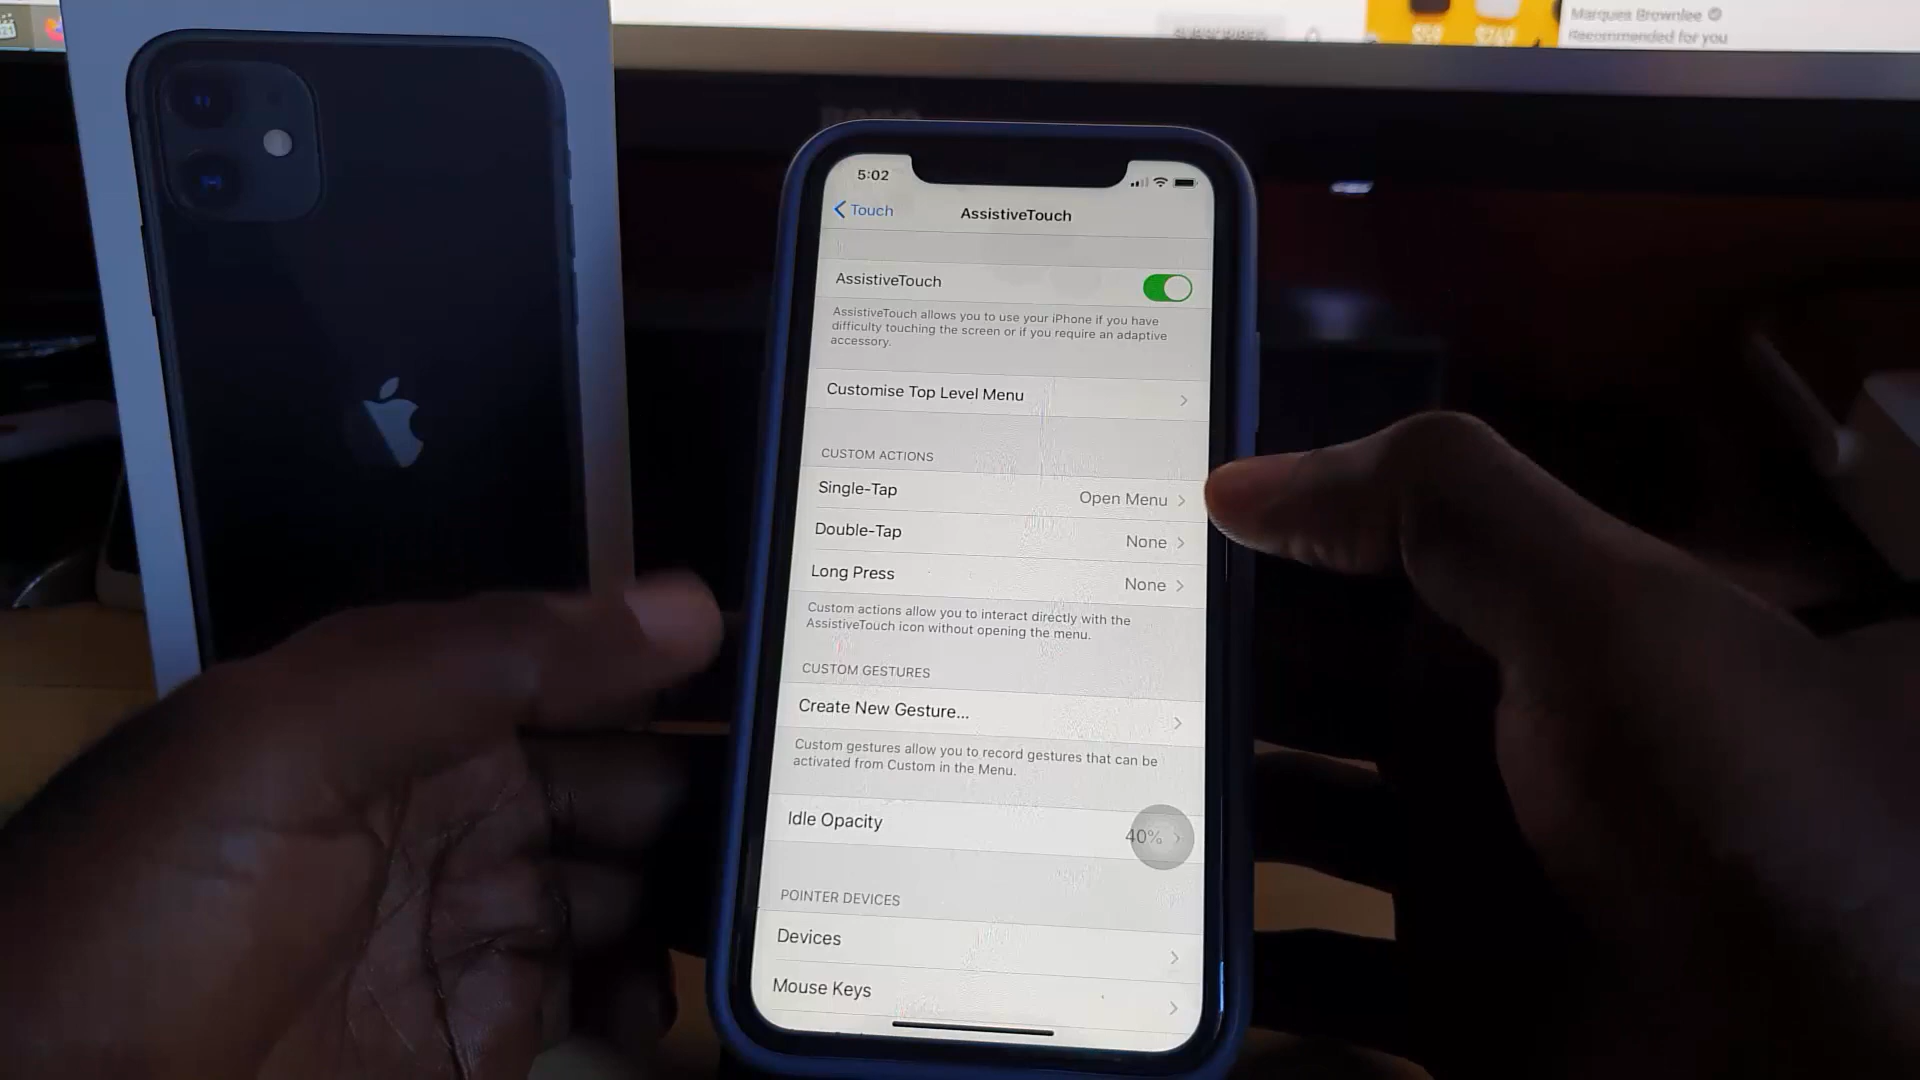 Marques Brownlee
Recommended for you
5:02
Touch
AssistiveTouch
AssistiveTouch
AssistiveTouch allows you to use your iPhone if you have
difficulty touching the screen or if you require an adaptive
accessory.
Customise Top Level Menu
CUSTOM ACTIONS
Single-Tap Open Menu
Double-Tap None
Long Press None
Custom actions allow you to interact directly with the
AssistiveTouch icon without opening the menu.
CUSTOM GESTURES
Create New Gesture...
Custom gestures allow you to record gestures that can be
activated from Custom in the Menu.
Idle Opacity 40%
POINTER DEVICES
Devices
Mouse Keys